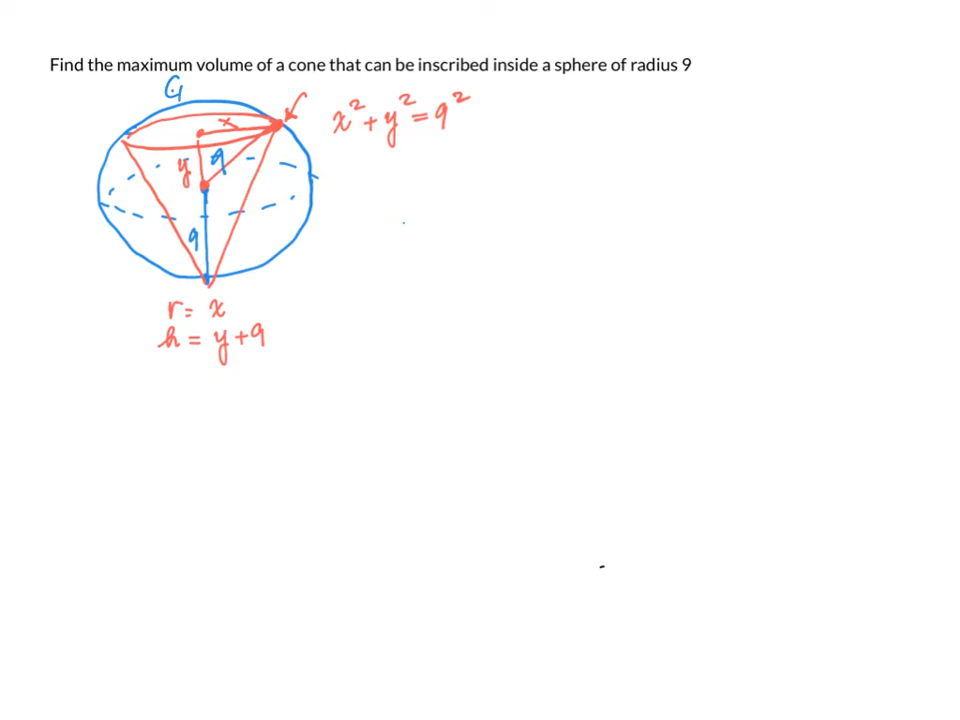 Find the maximum volume of a cone that can be inscribed inside a sphere of radius 9
x² + y² = 9²
x
y
9
9
r = x
h = y + 9